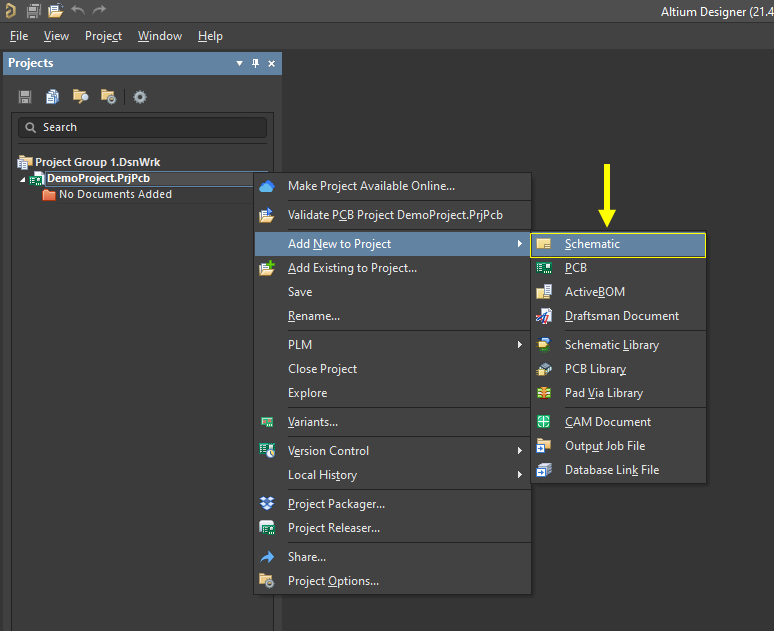 Altium Designer (21.4
File View Project Window Help
Projects
Search
Project Group 1.DsnWrk
DemoProject.PrjPcb
No Documents Added
Make Project Available Online...
Validate PCB Project DemoProject.PrjPcb
Add New to Project
Add Existing to Project...
Save
Rename...
PLM
Close Project
Explore
Variants...
Version Control
Local History
Project Packager...
Project Releaser...
Share...
Project Options...
Schematic
PCB
ActiveBOM
Draftsman Document
Schematic Library
PCB Library
Pad Via Library
CAM Document
Output Job File
Database Link File